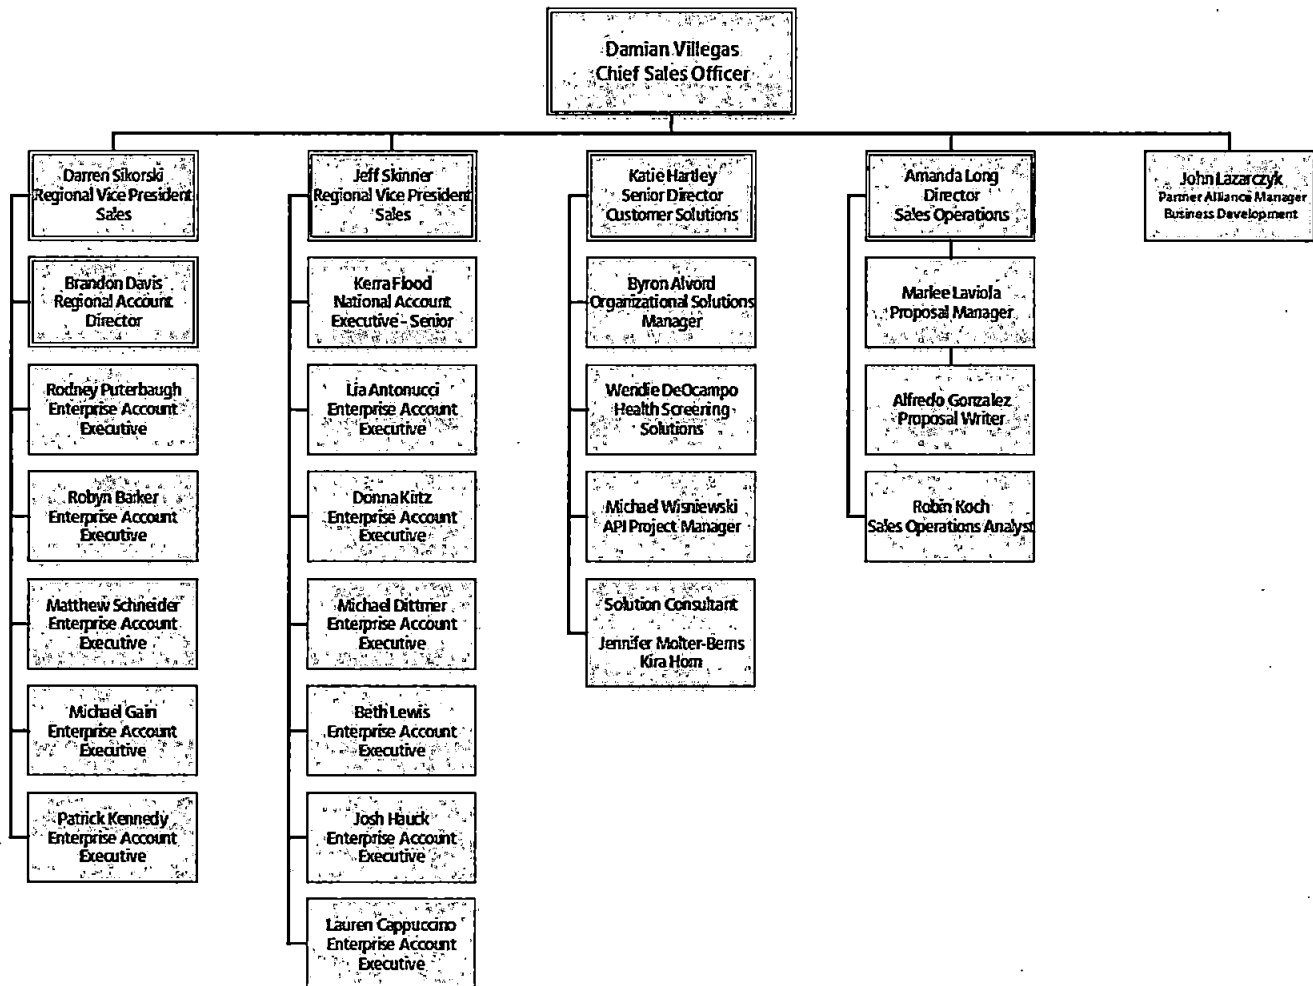 Damian Villegas
Chief Sales Officer
Darren Sikorski
Regional Vice President
Sales
Jeff Skinner
Regional Vice President
Sales
Katie Hartley
Senior Director
Customer Solutions
Amanda Long
Director
Sales Operations
John Lazarczyk
Partner Alliance Manager
Business Development
Brandon Davis
Regional Account
Director
Kerra Flood
National Account
Executive - Senior
Byron Alvord
Organizational Solutions
Manager
Marlee Laviola
Proposal Manager
Rodney Puterbaugh
Enterprise Account
Executive
Lia Antonucci
Enterprise Account
Executive
Wendie DeOcampo
Health Screening
Solutions
Alfredo Gonzalez
Proposal Writer
Robyn Barker
Enterprise Account
Executive
Donna Kirtz
Enterprise Account
Executive
Michael Wisniewski
API Project Manager
Robin Koch
Sales Operations Analyst
Matthew Schneider
Enterprise Account
Executive
Michael Dittmer
Enterprise Account
Executive
Solution Consultant
Jennifer Molter-Berns
Kira Horn
Michael Gain
Enterprise Account
Executive
Beth Lewis
Enterprise Account
Executive
Patrick Kennedy
Enterprise Account
Executive
Josh Hauck
Enterprise Account
Executive
Lauren Cappuccino
Enterprise Account
Executive